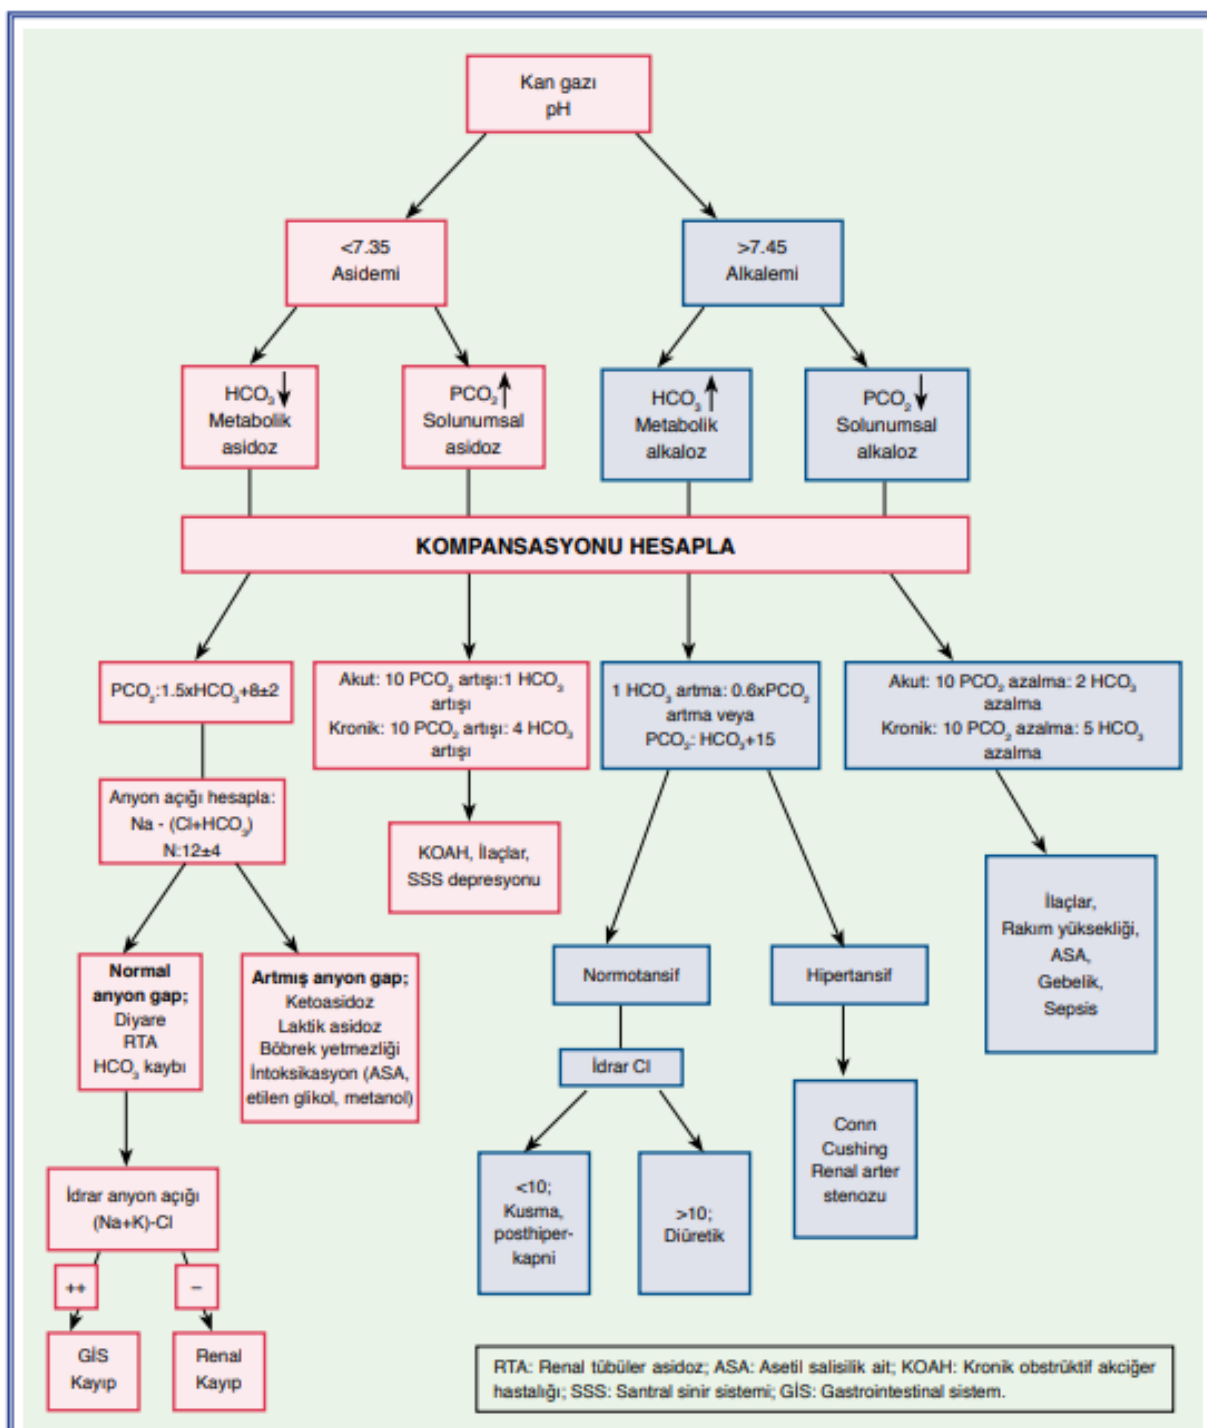 Kan gazı
pH
<7.35
Asidemi
>7.45
Alkalemi
HCO₃
Metabolik
asidoz
PCO₂
Solunumsal
asidoz
HCO₃
Metabolik
alkaloz
PCO₂
Solunumsal
alkaloz
KOMPANSASYONU HESAPLA
PCO₂:1.5xHCO₃+8±2
Akut: 10 PCO₂ artışı:1 HCO₃
artışı
Kronik: 10 PCO₂ artışı: 4 HCO₃
artışı
1 HCO₃ artma: 0.6xPCO₂
artma veya
PCO₂: HCO₃+15
Akut: 10 PCO₂ azalma: 2 HCO₃
azalma
Kronik: 10 PCO₂ azalma: 5 HCO₃
azalma
Anyon açığı hesapla:
Na - (Cl+HCO₃)
N:12±4
KOAH, İlaçlar,
SSS depresyonu
İlaçlar,
Rakım yüksekliği,
ASA,
Gebelik,
Sepsis
Normal
anyon gap;
Diyare
RTA
HCO₃ kaybı
Artmış anyon gap;
Ketoasidoz
Laktik asidoz
Böbrek yetmezliği
İntoksikasyon (ASA,
etilen glikol, metanol)
Normotansif
Hipertansif
İdrar Cl
Conn
Cushing
Renal arter
stenozu
<10;
Kusma,
posthiper-
kapni
>10;
Diüretik
İdrar anyon açığı
(Na+K)-Cl
++
–
GİS
Kayıp
Renal
Kayıp
RTA: Renal tübüler asidoz; ASA: Asetil salisilik ait; KOAH: Kronik obstrüktif akciğer
hastalığı; SSS: Santral sinir sistemi; GİS: Gastrointestinal sistem.